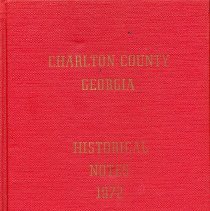 CHARLTON COUNTY
GEORGIA
HISTORICAL
NOTES
1972